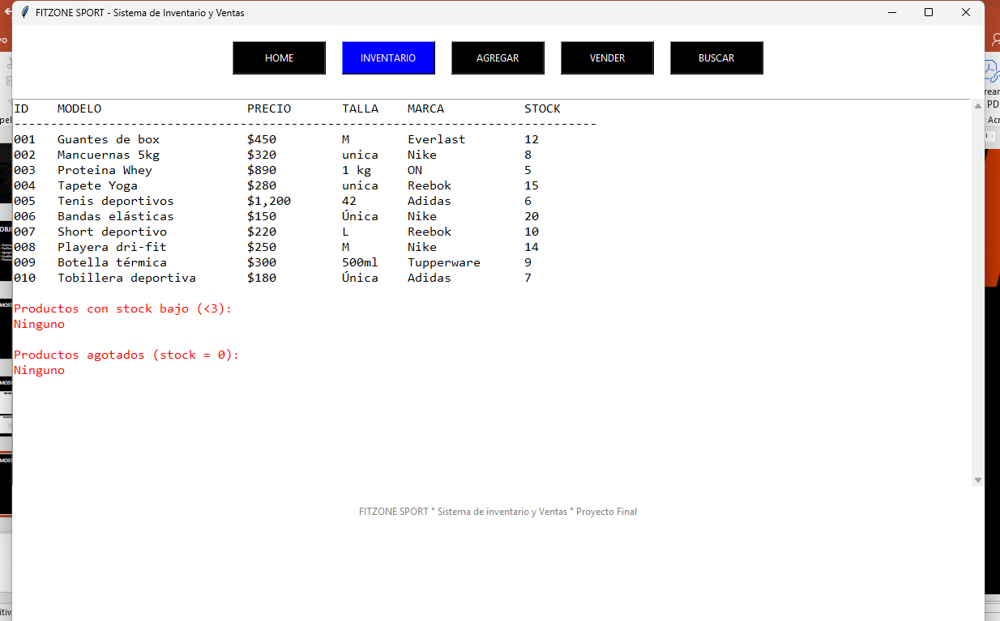 FITZONE SPORT - Sistema de Inventario y Ventas
HOME INVENTARIO AGREGAR VENDER BUSCAR
ID MODELO PRECIO TALLA MARCA STOCK
--------------------------------------------------------------------------------
001 Guantes de box $450 M Everlast 12
002 Mancuernas 5kg $320 unica Nike 8
003 Proteina Whey $890 1 kg ON 5
004 Tapete Yoga $280 unica Reebok 15
005 Tenis deportivos $1,200 42 Adidas 6
006 Bandas elásticas $150 Única Nike 20
007 Short deportivo $220 L Reebok 10
008 Playera dri-fit $250 M Nike 14
009 Botella térmica $300 500ml Tupperware 9
010 Tobillera deportiva $180 Única Adidas 7
Productos con stock bajo (<3):
Ninguno
Productos agotados (stock = 0):
Ninguno
FITZONE SPORT ° Sistema de inventario y Ventas ° Proyecto Final